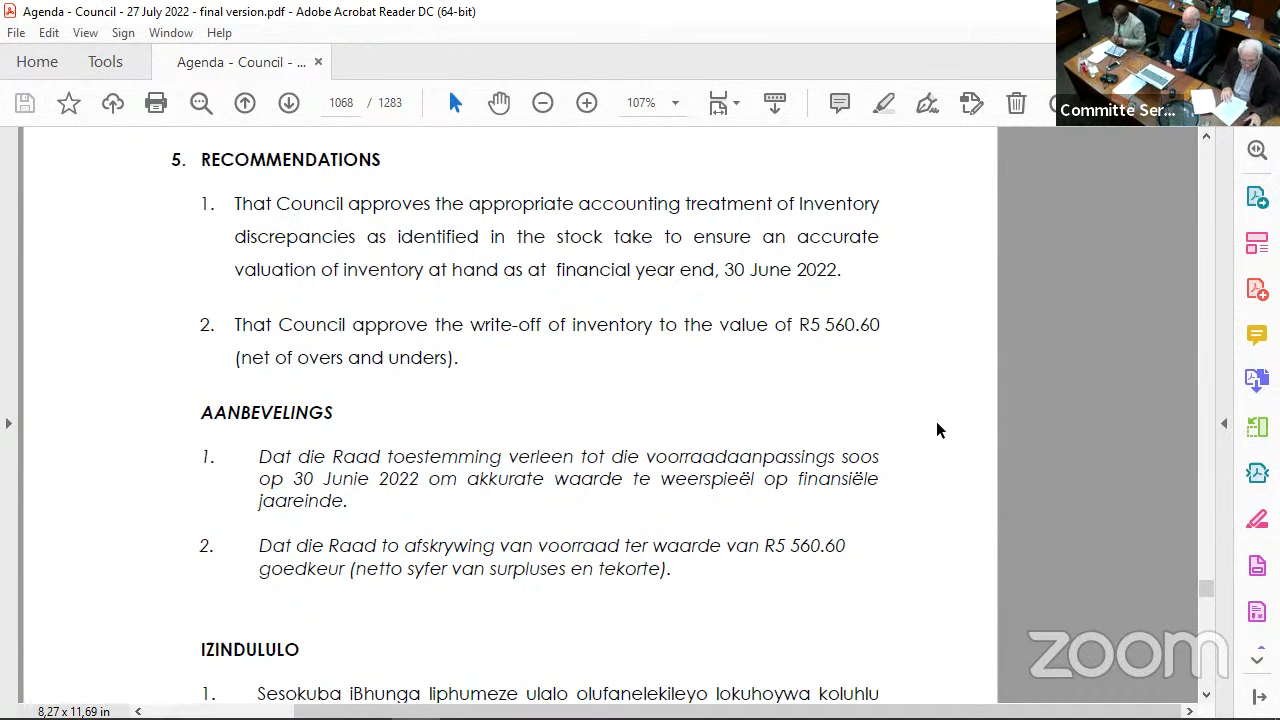 Agenda - Council - 27 July 2022 - final version.pdf - Adobe Acrobat Reader DC (64-bit)
File Edit View Sign Window Help
Home Tools Agenda - Council - ... ×
1068 / 1283 107%
Committe Ser...
5. RECOMMENDATIONS
1. That Council approves the appropriate accounting treatment of Inventory
discrepancies as identified in the stock take to ensure an accurate
valuation of inventory at hand as at financial year end, 30 June 2022.
2. That Council approve the write-off of inventory to the value of R5 560.60
(net of overs and unders).
AANBEVELINGS
1. Dat die Raad toestemming verleen tot die voorraadaanpassings soos
op 30 Junie 2022 om akkurate waarde te weerspieël op finansiële
jaareinde.
2. Dat die Raad to afskrywing van voorraad ter waarde van R5 560.60
goedkeur (netto syfer van surpluses en tekorte).
IZINDULULO
1. Sesokuba iBhunga liphumeze ulalo olufanelekileyo lokuhoywa koluhlu
zoom
8,27 x 11,69 in